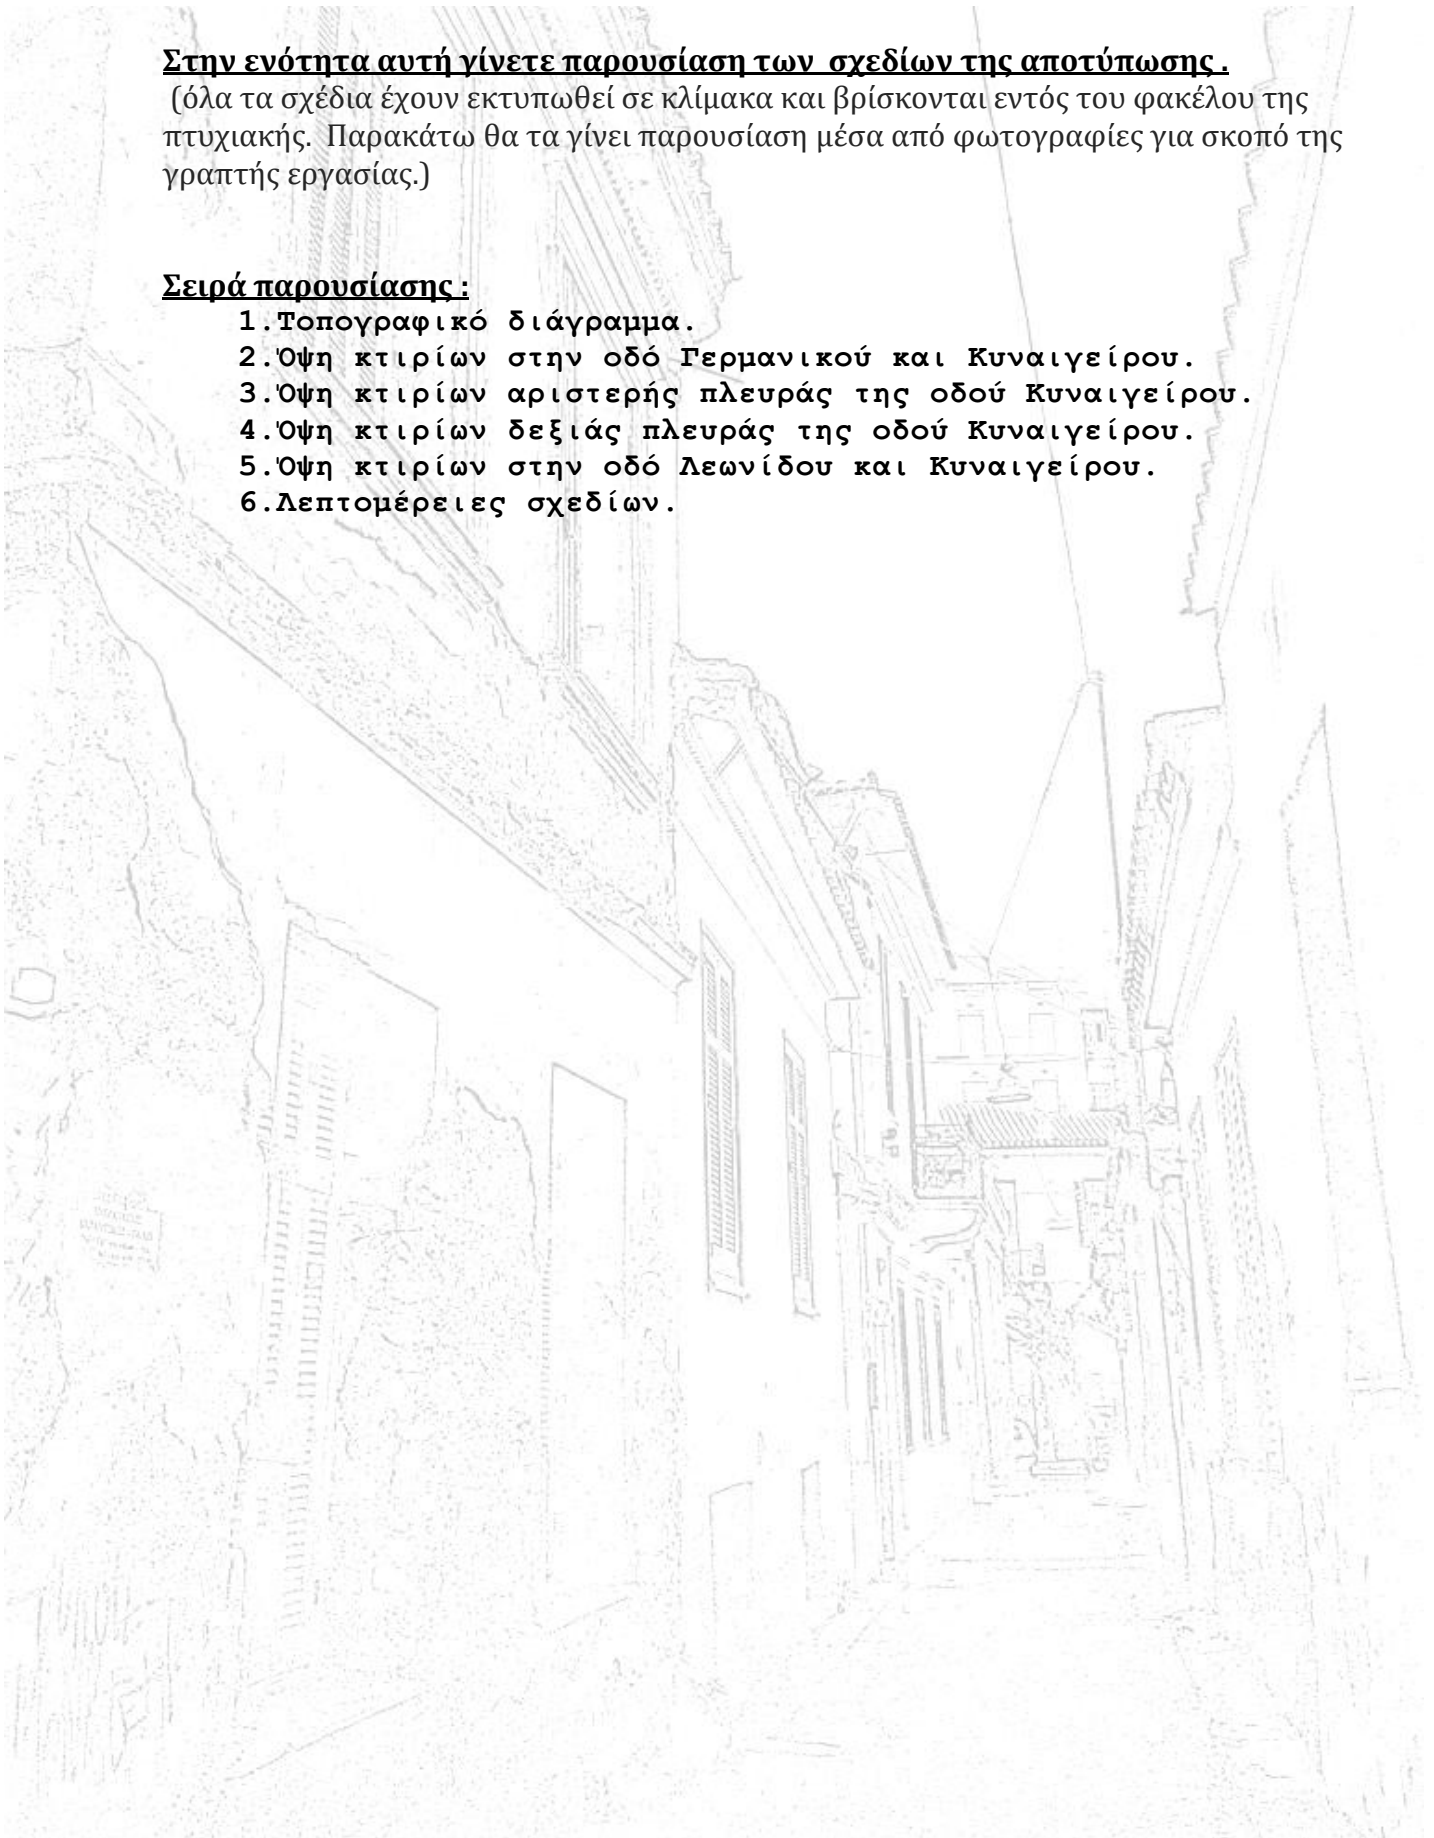 Στην ενότητα αυτή γίνετε παρουσίαση των σχεδίων της αποτύπωσης .
(όλα τα σχέδια έχουν εκτυπωθεί σε κλίμακα και βρίσκονται εντός του φακέλου της
πτυχιακής. Παρακάτω θα τα γίνει παρουσίαση μέσα από φωτογραφίες για σκοπό της
γραπτής εργασίας.)
Σειρά παρουσίασης :
1.Τοπογραφικό διάγραμμα.
2.Όψη κτιρίων στην οδό Γερμανικού και Κυναιγείρου.
3.Όψη κτιρίων αριστερής πλευράς της οδού Κυναιγείρου.
4.Όψη κτιρίων δεξιάς πλευράς της οδού Κυναιγείρου.
5.Όψη κτιρίων στην οδό Λεωνίδου και Κυναιγείρου.
6.Λεπτομέρειες σχεδίων.